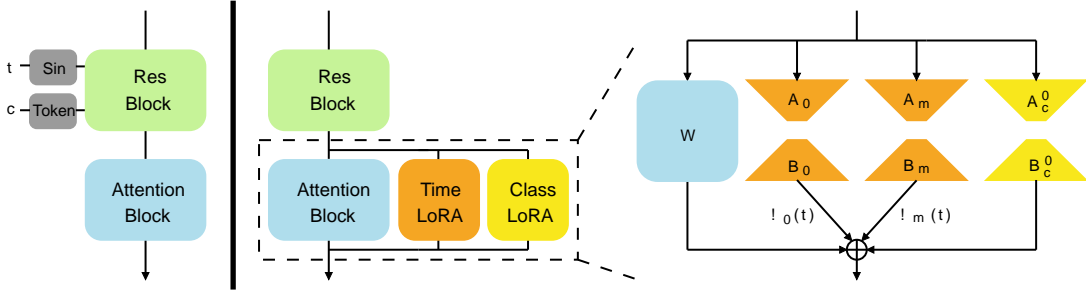 t
Sin
c
Token
Res
Block
Attention
Block
Res
Block
Attention
Block
Time
LoRA
Class
LoRA
W
A 0
A m
A 0 c
B 0
B m
B 0 c
! 0 (t)
! m (t)